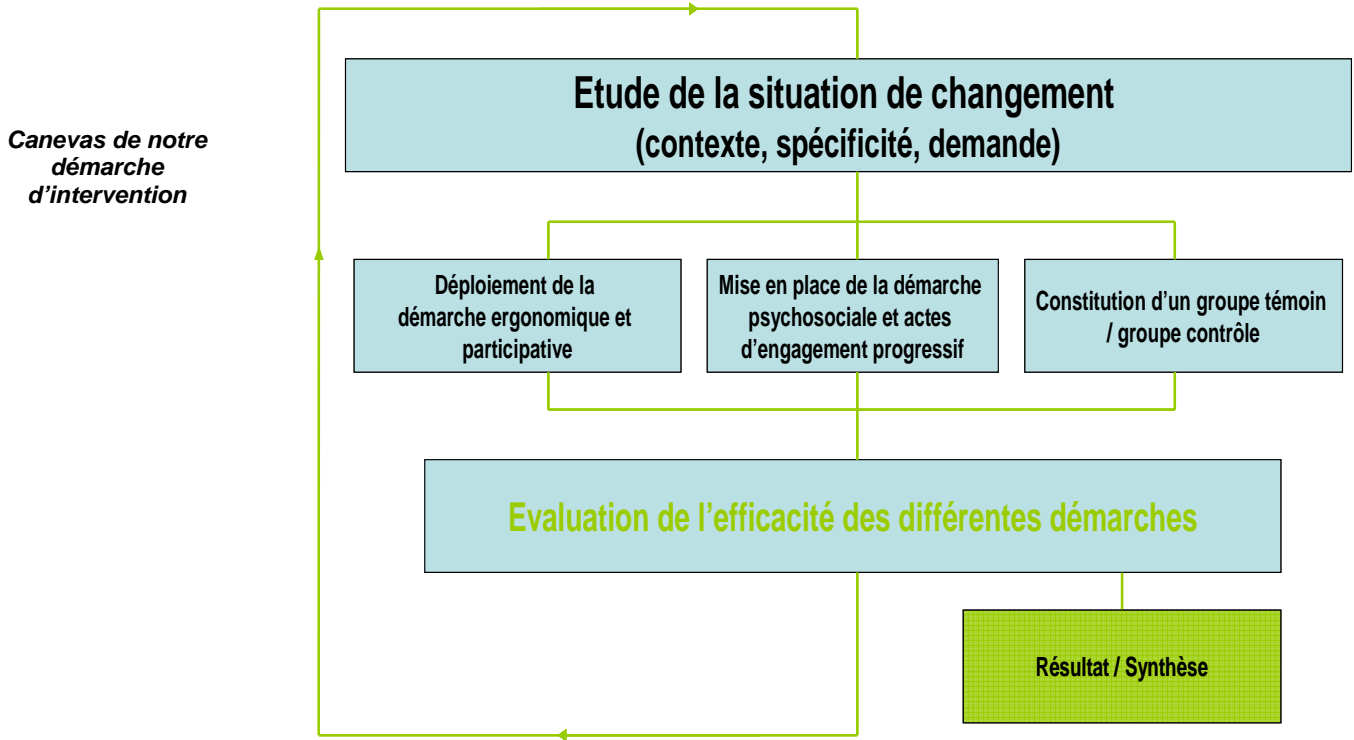 Canevas de notre
démarche
d’intervention
Etude de la situation de changement
(contexte, spécificité, demande)
Déploiement de la
démarche ergonomique et
participative
Mise en place de la démarche
psychosociale et actes
d’engagement progressif
Constitution d’un groupe témoin
/ groupe contrôle
Evaluation de l’efficacité des différentes démarches
Résultat / Synthèse